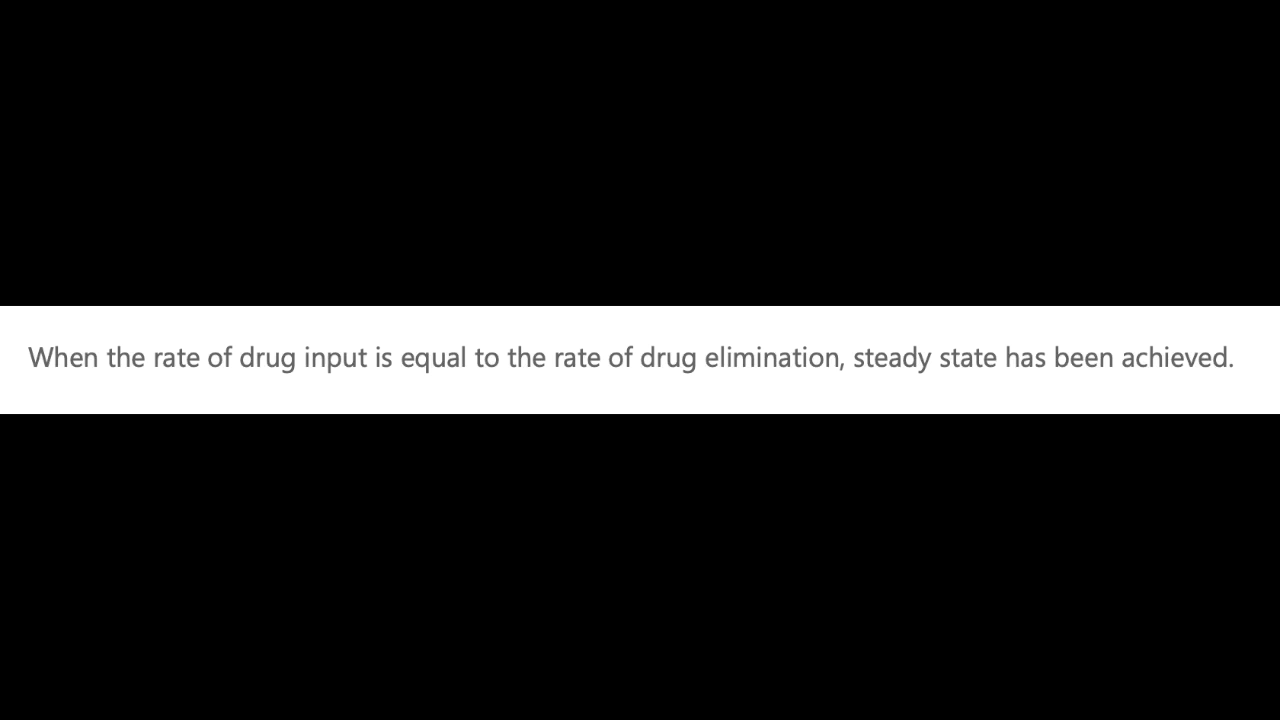 When the rate of drug input is equal to the rate of drug elimination, steady state has been achieved.